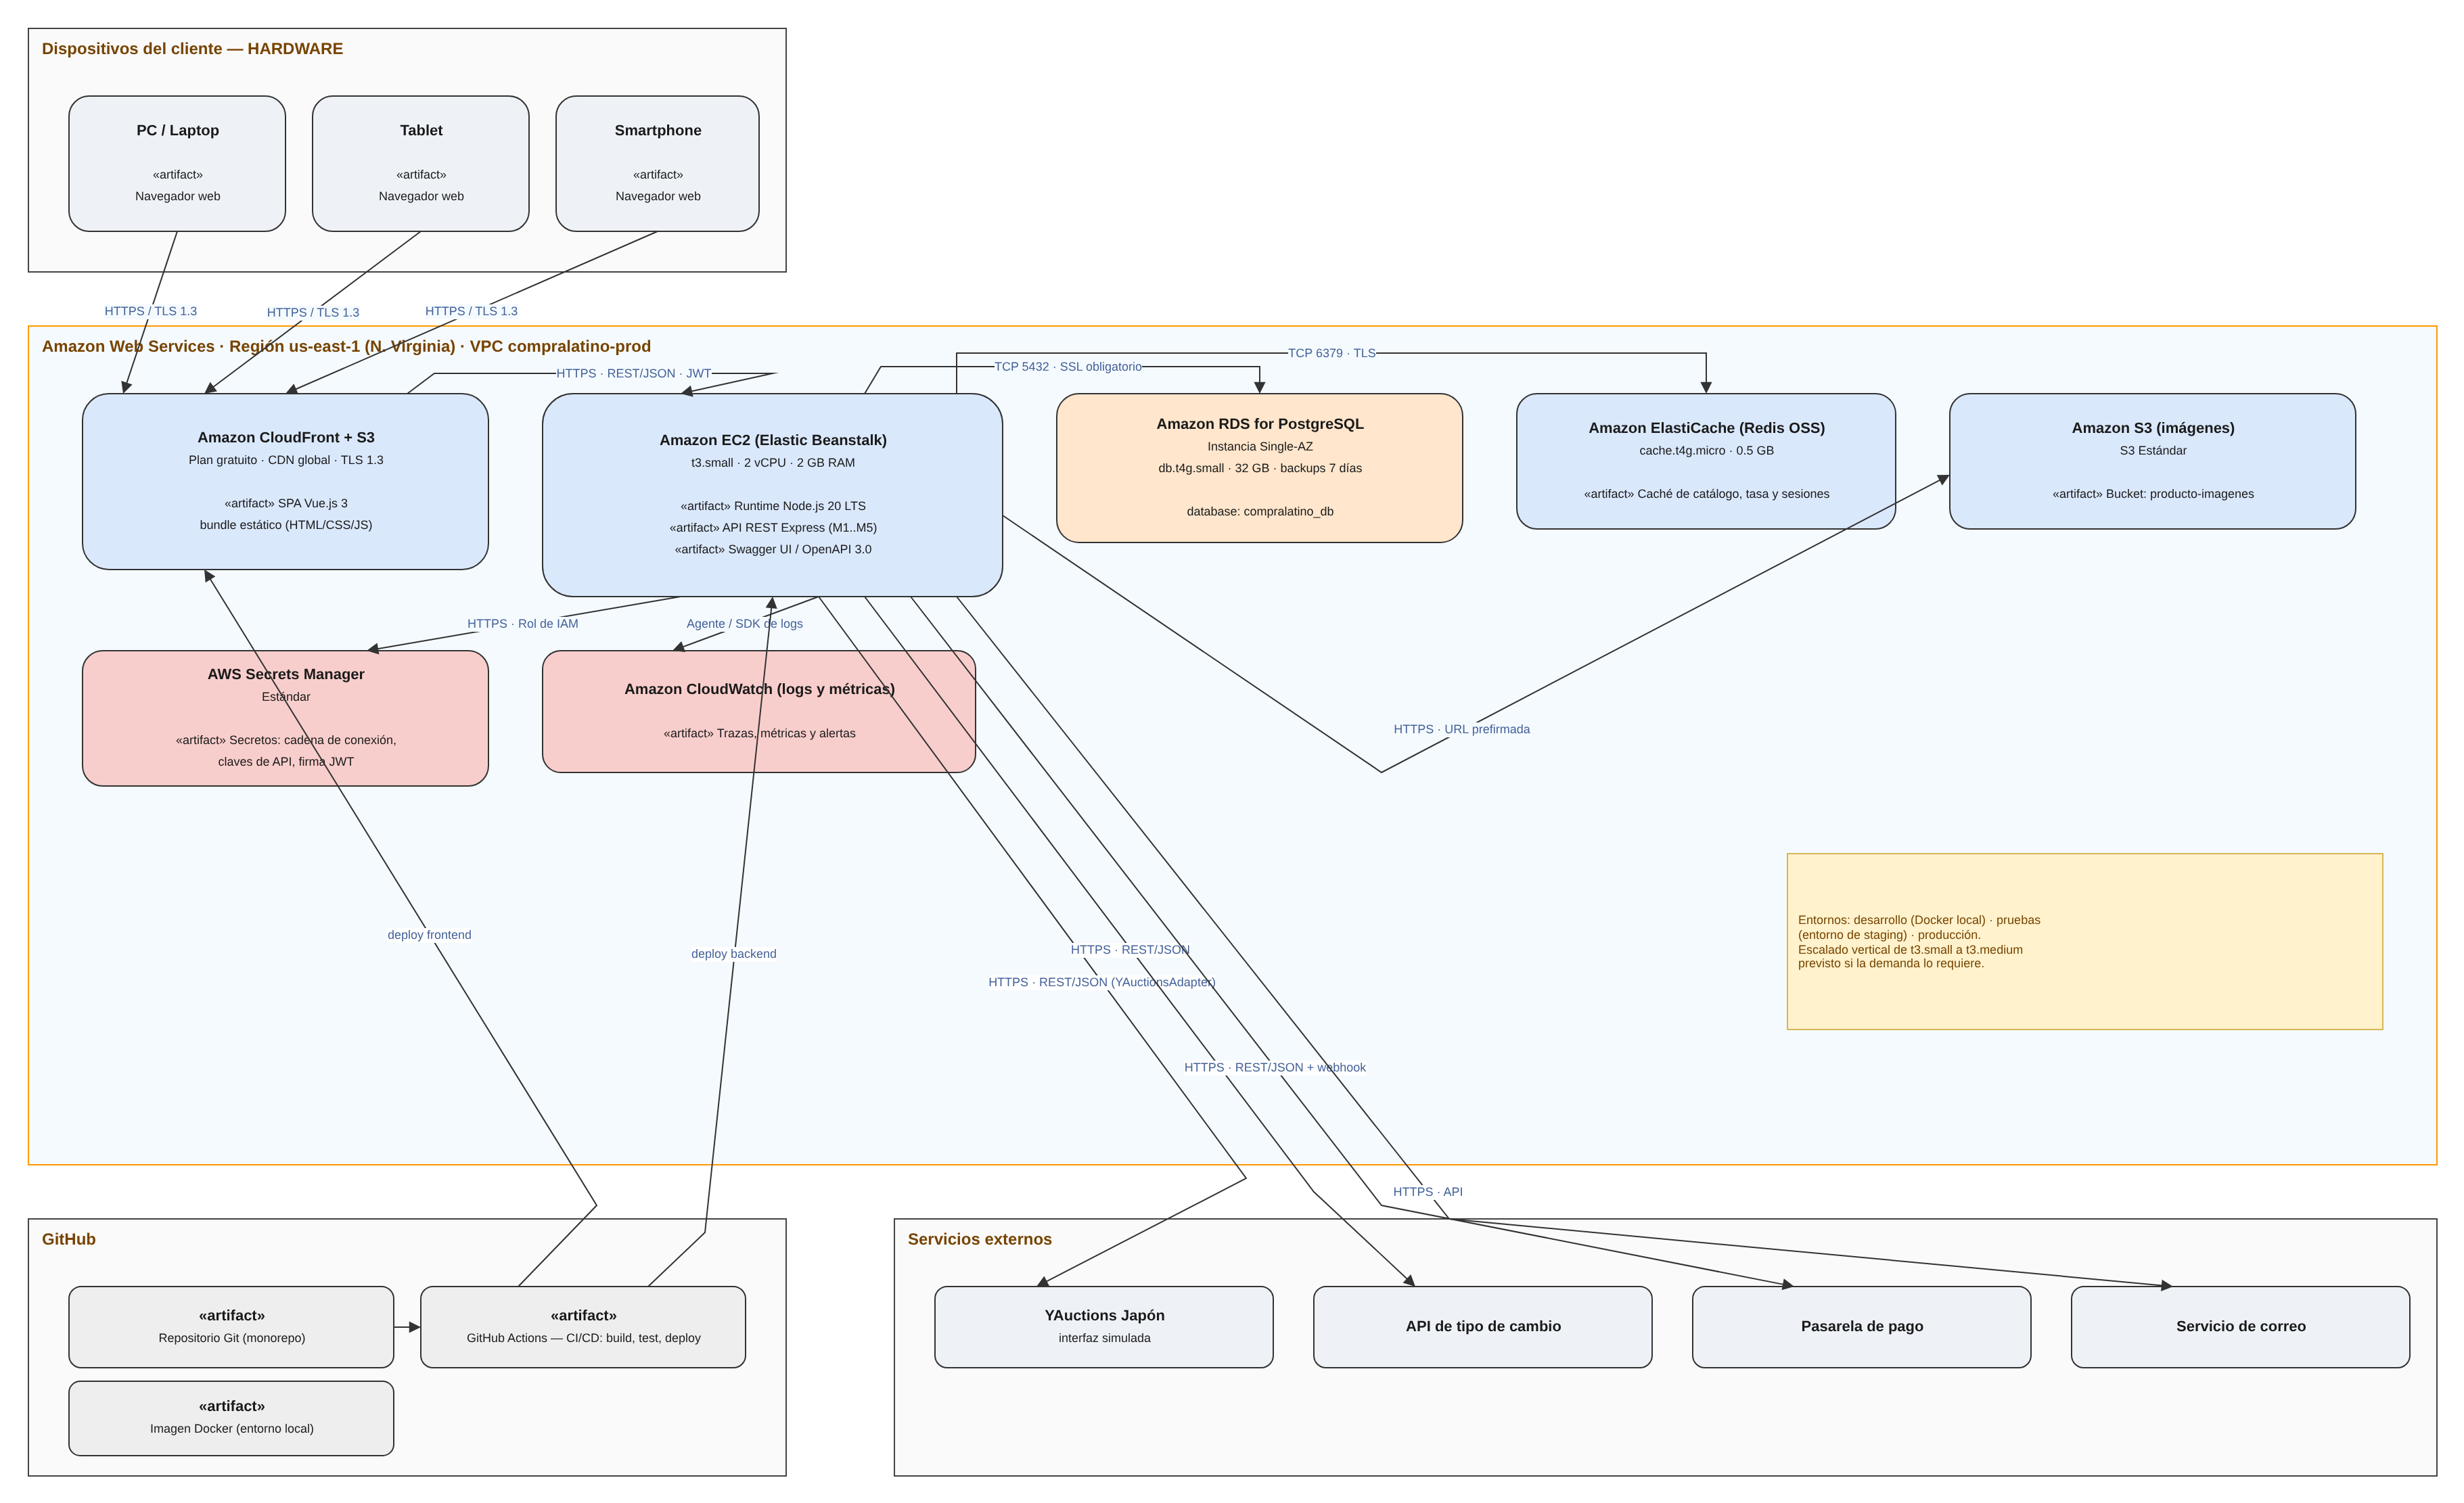 Dispositivos del cliente — HARDWARE
PC / Laptop
«artifact»
Navegador web
Tablet
«artifact»
Navegador web
Smartphone
«artifact»
Navegador web
HTTPS / TLS 1.3
HTTPS / TLS 1.3
HTTPS / TLS 1.3
Amazon Web Services · Región us-east-1 (N. Virginia) · VPC compralatino-prod
HTTPS · REST/JSON · JWT
TCP 5432 · SSL obligatorio
TCP 6379 · TLS
Amazon CloudFront + S3
Plan gratuito · CDN global · TLS 1.3
«artifact» SPA Vue.js 3
bundle estático (HTML/CSS/JS)
Amazon EC2 (Elastic Beanstalk)
t3.small · 2 vCPU · 2 GB RAM
«artifact» Runtime Node.js 20 LTS
«artifact» API REST Express (M1..M5)
«artifact» Swagger UI / OpenAPI 3.0
Amazon RDS for PostgreSQL
Instancia Single-AZ
db.t4g.small · 32 GB · backups 7 días
database: compralatino_db
Amazon ElastiCache (Redis OSS)
cache.t4g.micro · 0.5 GB
«artifact» Caché de catálogo, tasa y sesiones
Amazon S3 (imágenes)
S3 Estándar
«artifact» Bucket: producto-imagenes
HTTPS · Rol de IAM
Agente / SDK de logs
AWS Secrets Manager
Estándar
«artifact» Secretos: cadena de conexión,
claves de API, firma JWT
Amazon CloudWatch (logs y métricas)
«artifact» Trazas, métricas y alertas
HTTPS · URL prefirmada
Entornos: desarrollo (Docker local) · pruebas
(entorno de staging) · producción.
Escalado vertical de t3.small a t3.medium
previsto si la demanda lo requiere.
deploy frontend
deploy backend
HTTPS · REST/JSON
HTTPS · REST/JSON (YAuctionsAdapter)
HTTPS · REST/JSON + webhook
HTTPS · API
GitHub
«artifact»
Repositorio Git (monorepo)
«artifact»
GitHub Actions — CI/CD: build, test, deploy
«artifact»
Imagen Docker (entorno local)
Servicios externos
YAuctions Japón
interfaz simulada
API de tipo de cambio
Pasarela de pago
Servicio de correo